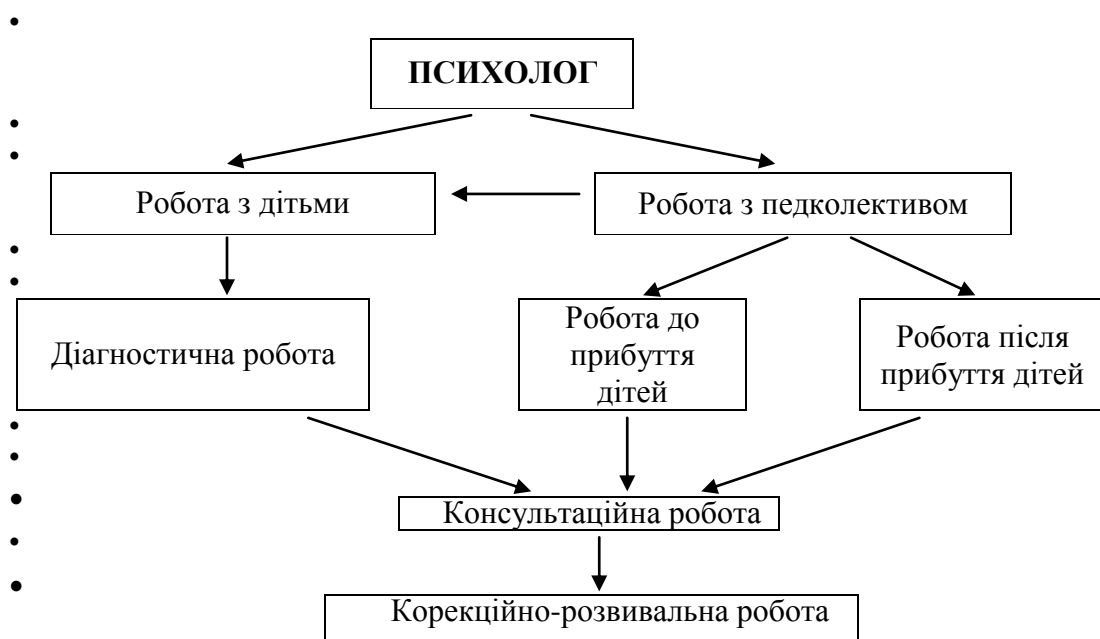 ПСИХОЛОГ
Робота з дітьми
Робота з педколективом
Діагностична робота
Робота до
прибуття
дітей
Робота після
прибуття дітей
Консультаційна робота
Корекційно-розвивальна робота